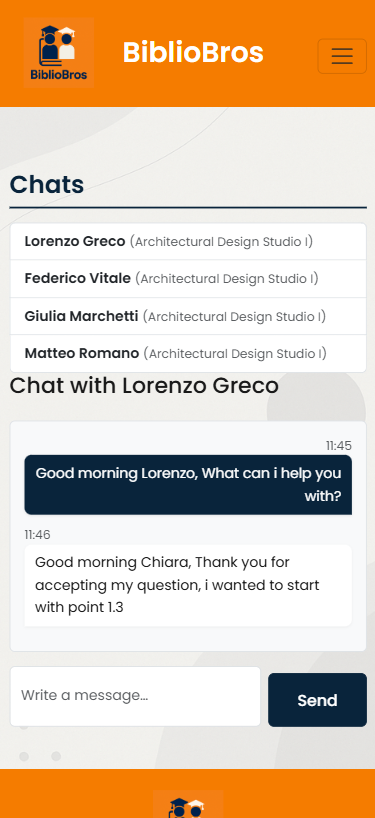 BiblioBros
BiblioBros
Chats
Lorenzo Greco (Architectural Design Studio I)
Federico Vitale (Architectural Design Studio I)
Giulia Marchetti (Architectural Design Studio I)
Matteo Romano (Architectural Design Studio I)
Chat with Lorenzo Greco
11:45
Good morning Lorenzo, What can i help you
with?
11:46
Good morning Chiara, Thank you for
accepting my question, i wanted to start
with point 1.3
Write a message...
Send